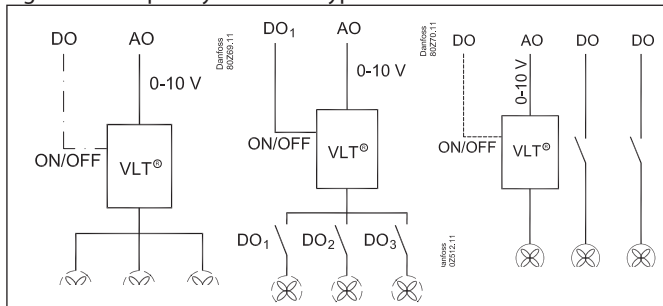 DO
AO
0-10 V
ON/OFF
VLT®
Danfoss
80Z69.11
DO1
AO
0-10 V
ON/OFF
VLT®
DO1
DO2
DO3
Danfoss
80Z70.11
DO
AO
DO
DO
0-10 V
ON/OFF
VLT®
0Z512.11